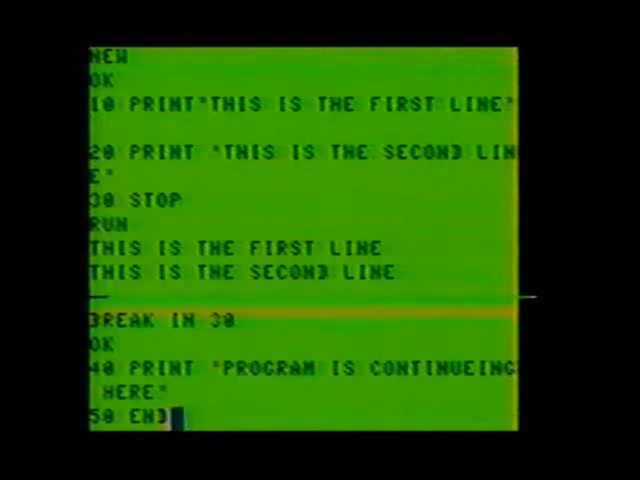 NEW
OK
10 PRINT"THIS IS THE FIRST LINE"
20 PRINT "THIS IS THE SECOND LIN
E"
30 STOP
RUN
THIS IS THE FIRST LINE
THIS IS THE SECOND LINE
BREAK IN 30
OK
40 PRINT "PROGRAM IS CONTINUEING
HERE"
50 END